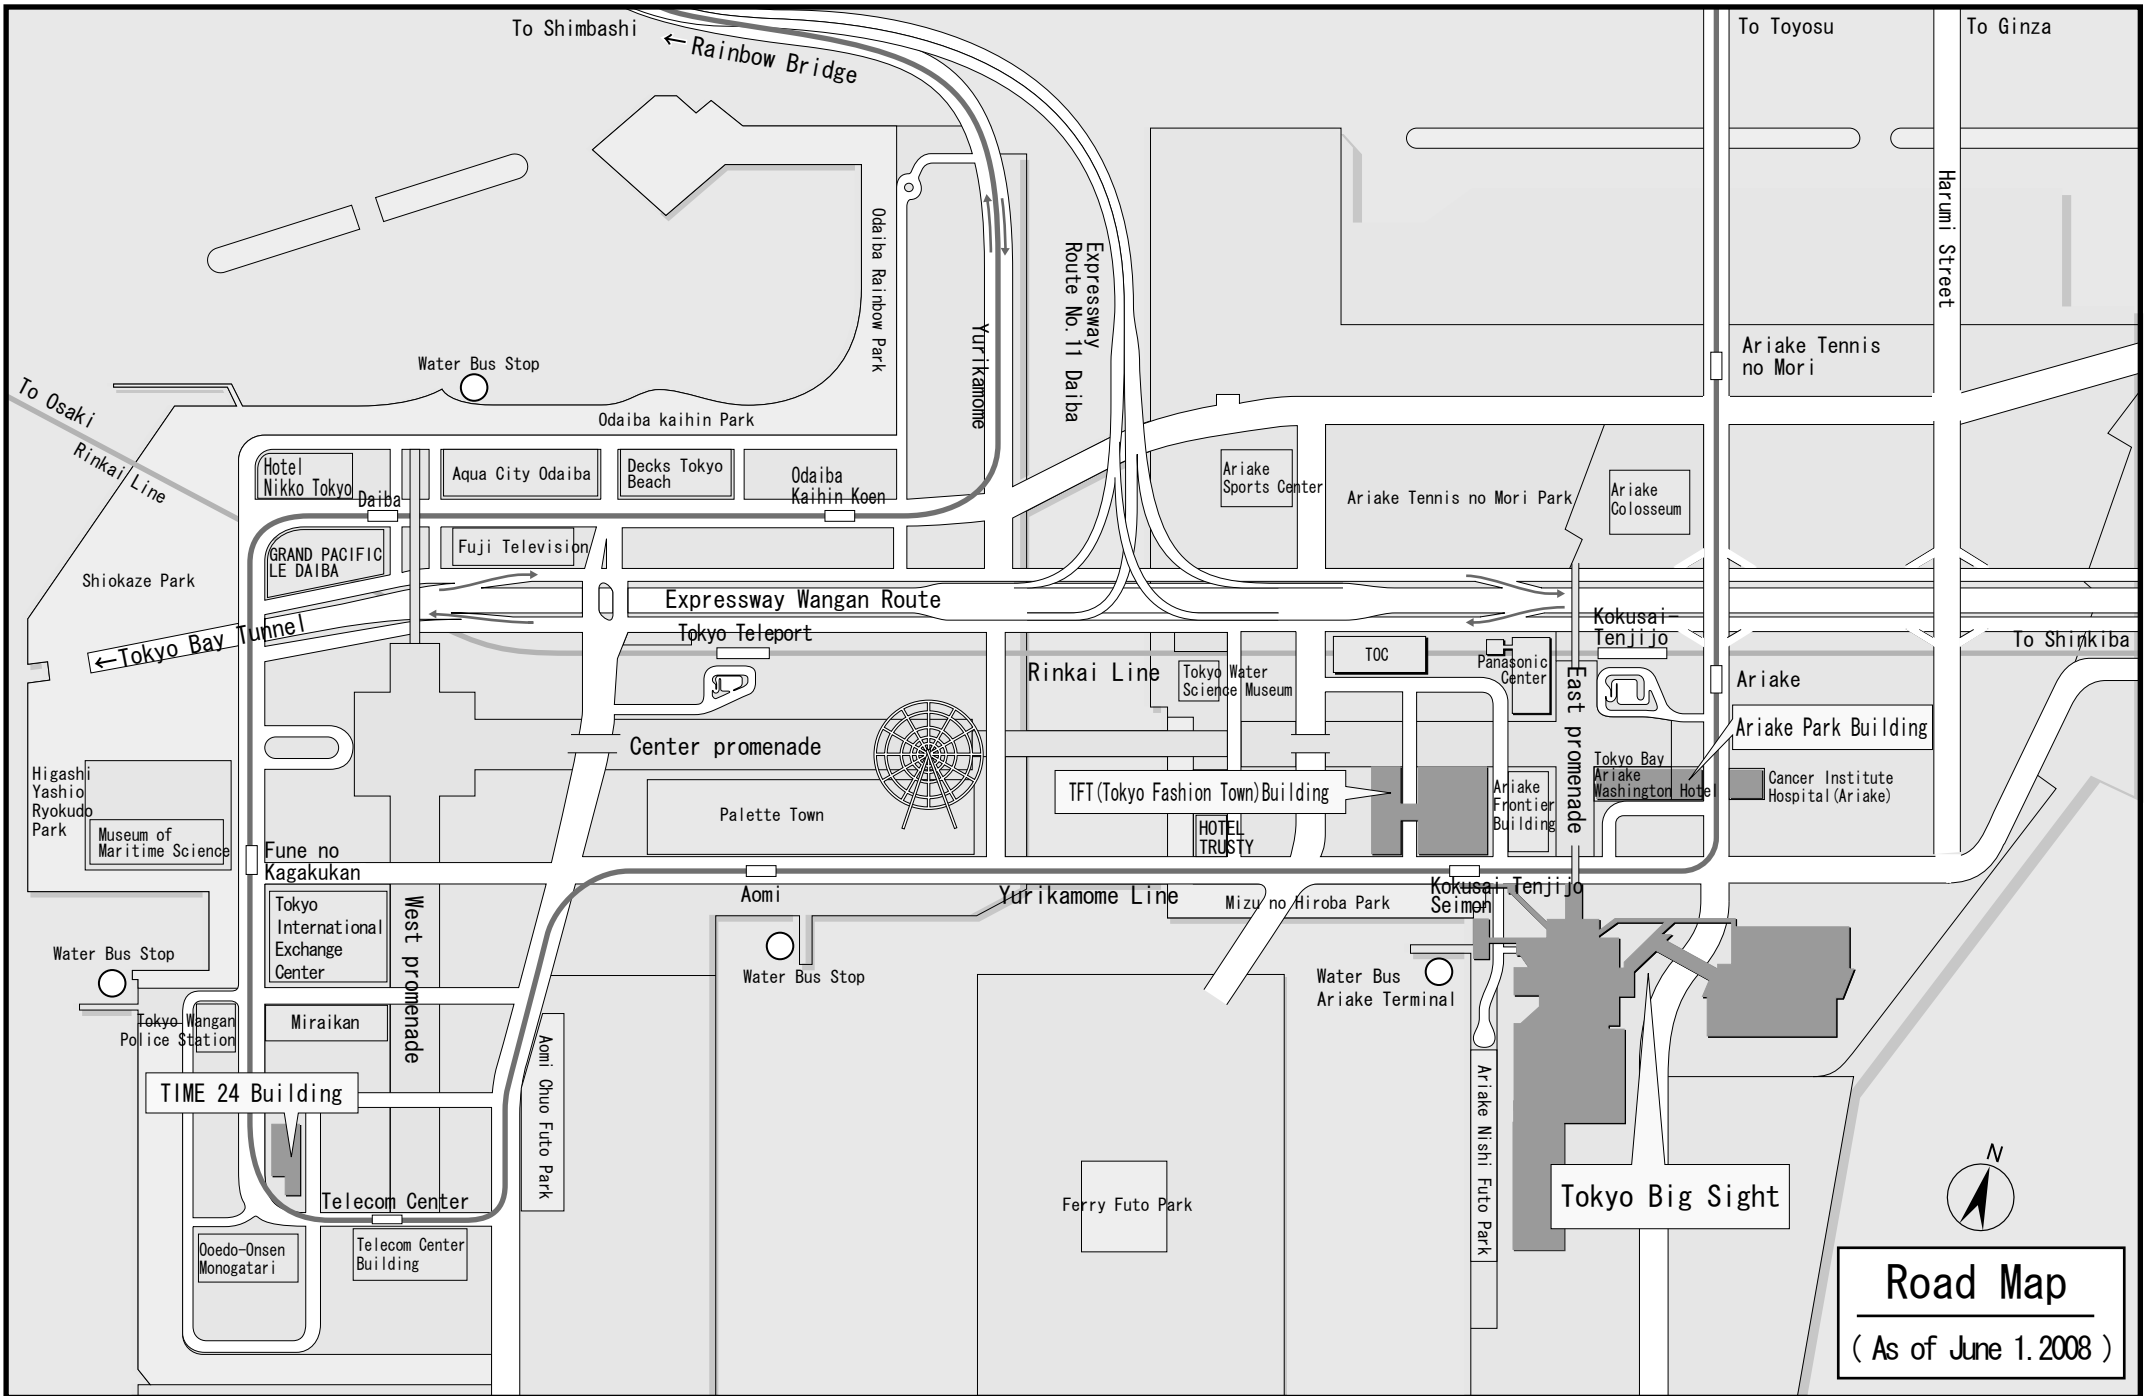 To Shimbashi
← Rainbow Bridge
To Toyosu
To Ginza
Harumi Street
Odaiba Rainbow Park
Yurikamome
Expressway
Route No.11 Daiba
Ariake Tennis
no Mori
Water Bus Stop
To Osaki
Rinkai Line
Odaiba kaihin Park
Hotel
Nikko Tokyo
Daiba
Aqua City Odaiba
Decks Tokyo
Beach
Odaiba
Kaihin Koen
Ariake
Sports Center
Ariake Tennis no Mori Park
Ariake
Colosseum
GRAND PACIFIC
LE DAIBA
Fuji Television
Shiokaze Park
Expressway Wangan Route
←Tokyo Bay Tunnel
Tokyo Teleport
Kokusai-
Tenjijo
To Shinkiba
Rinkai Line
Tokyo Water
Science Museum
TOC
Panasonic
Center
East promenade
Ariake
Ariake Park Building
Center promenade
Higashi
Yashio
Ryokudo
Park
Museum of
Maritime Science
Palette Town
TFT(Tokyo Fashion Town)Building
Ariake
Frontier
Building
Tokyo Bay
Ariake
Washington Hotel
Cancer Institute
Hospital(Ariake)
HOTEL
TRUSTY
Fune no
Kagakukan
Aomi
Yurikamome Line
Mizu no Hiroba Park
Kokusai Tenjijo
Seimon
Tokyo
International
Exchange
Center
West promenade
Water Bus Stop
Water Bus Stop
Water Bus
Ariake Terminal
Tokyo Wangan
Police Station
Miraikan
Aomi Chuo Futo Park
TIME 24 Building
Ariake Nishi Futo Park
Telecom Center
Ferry Futo Park
Tokyo Big Sight
N
Ooedo-Onsen
Monogatari
Telecom Center
Building
Road Map
( As of June 1.2008 )